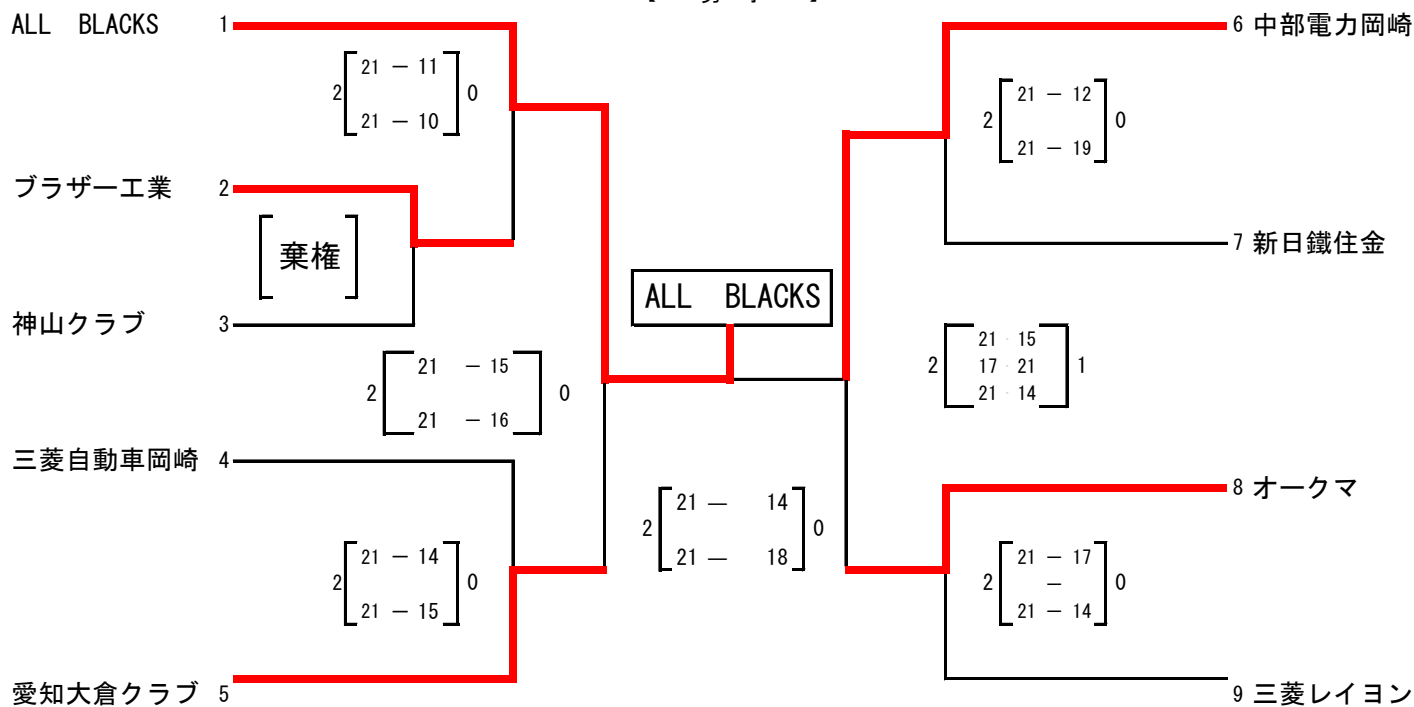 ALL BLACKS 1
6 中部電力岡崎
2 21 － 11 0
21 － 10
2 21 － 12 0
21 － 19
ブラザー工業 2
棄権
7 新日鐵住金
ALL BLACKS
神山クラブ 3
2 21 － 15 0
21 － 16
2 21 15 1
17 21
21 14
三菱自動車岡崎 4
8 オークマ
2 21 － 14 0
21 － 18
2 21 － 14 0
21 － 15
2 21 － 17 0
－
21 － 14
愛知大倉クラブ 5
9 三菱レイヨン